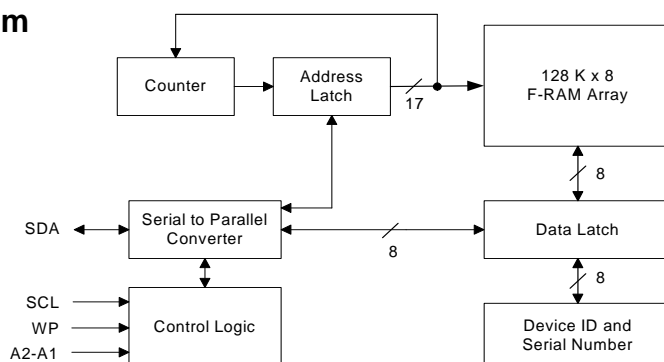 m
Counter
Address
Latch
17
128 K x 8
F-RAM Array
8
SDA
Serial to Parallel
Converter
8
Data Latch
8
SCL
WP
A2-A1
Control Logic
Device ID and
Serial Number